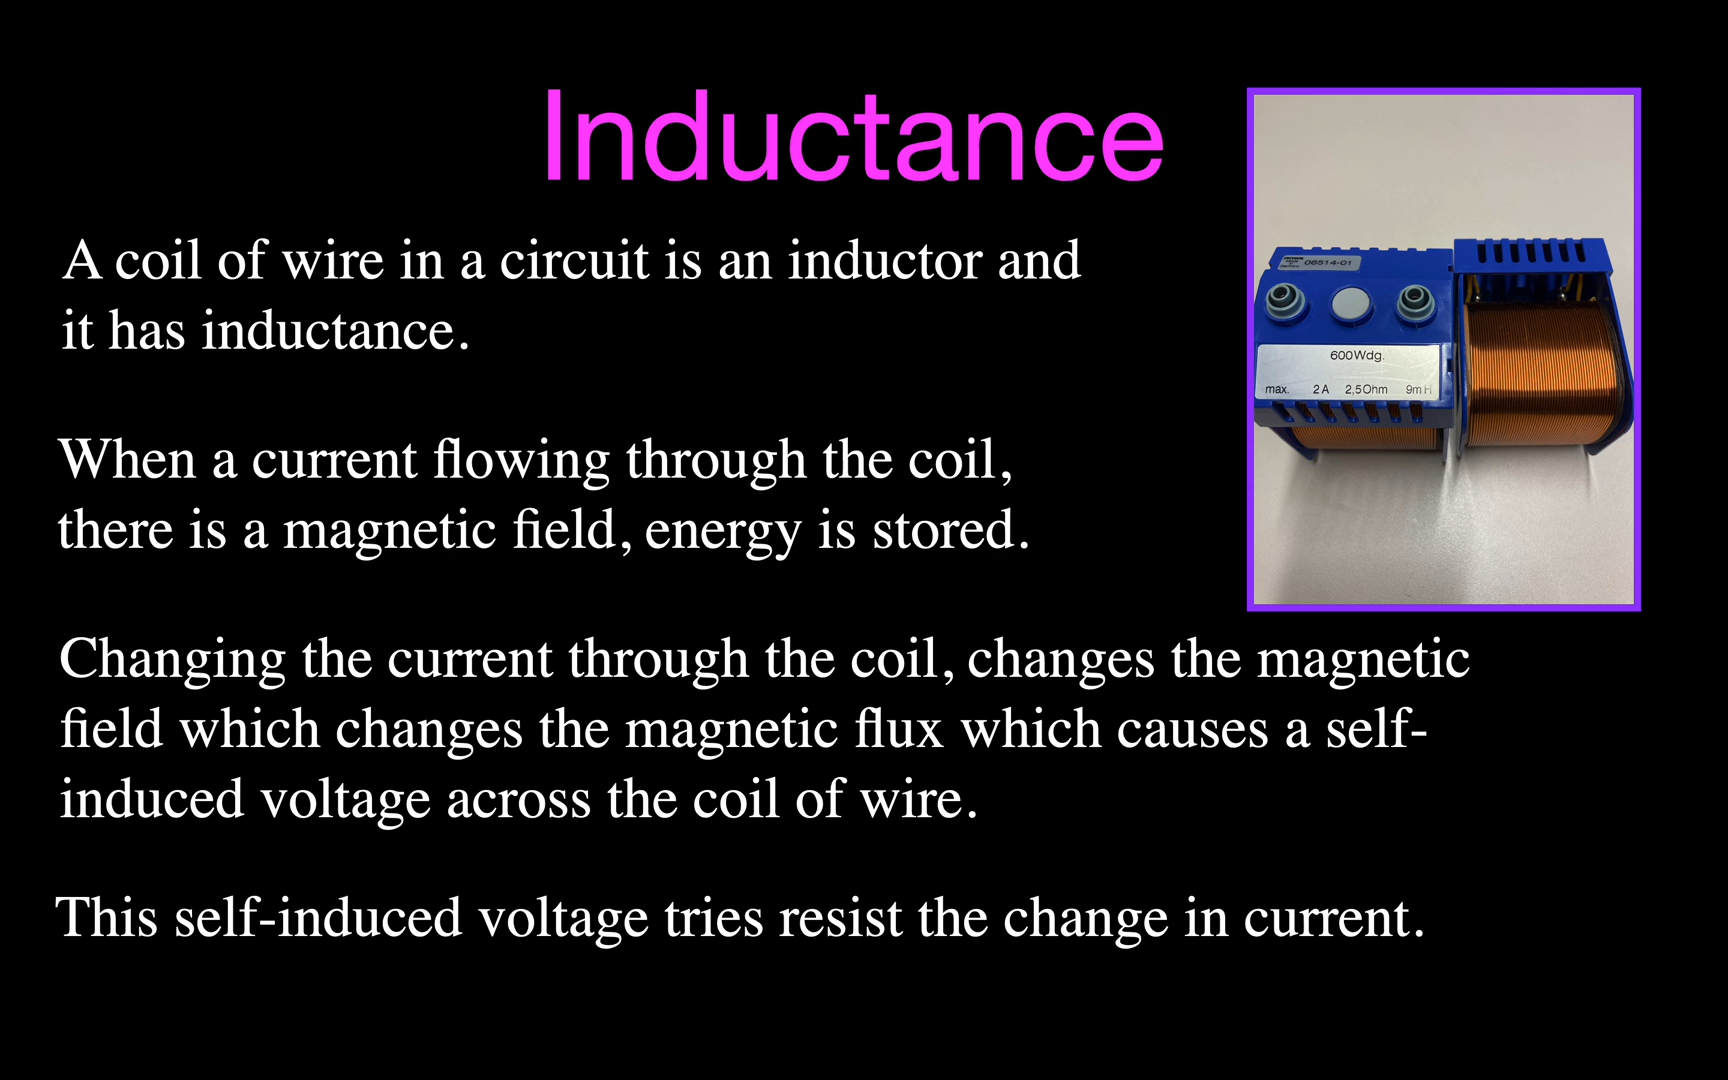 Inductance
A coil of wire in a circuit is an inductor and
it has inductance.
When a current flowing through the coil,
there is a magnetic field, energy is stored.
Changing the current through the coil, changes the magnetic
field which changes the magnetic flux which causes a self-
induced voltage across the coil of wire.
This self-induced voltage tries resist the change in current.
06514-01
600Wdg.
max. 2A 2,5Ohm 9mH